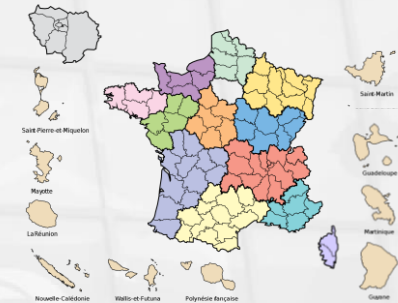 Saint-Pierre-et-Miquelon
Mayotte
La Réunion
Nouvelle-Calédonie
Wallis-et-Futuna
Polynésie française
Saint-Martin
Guadeloupe
Martinique
Guyane